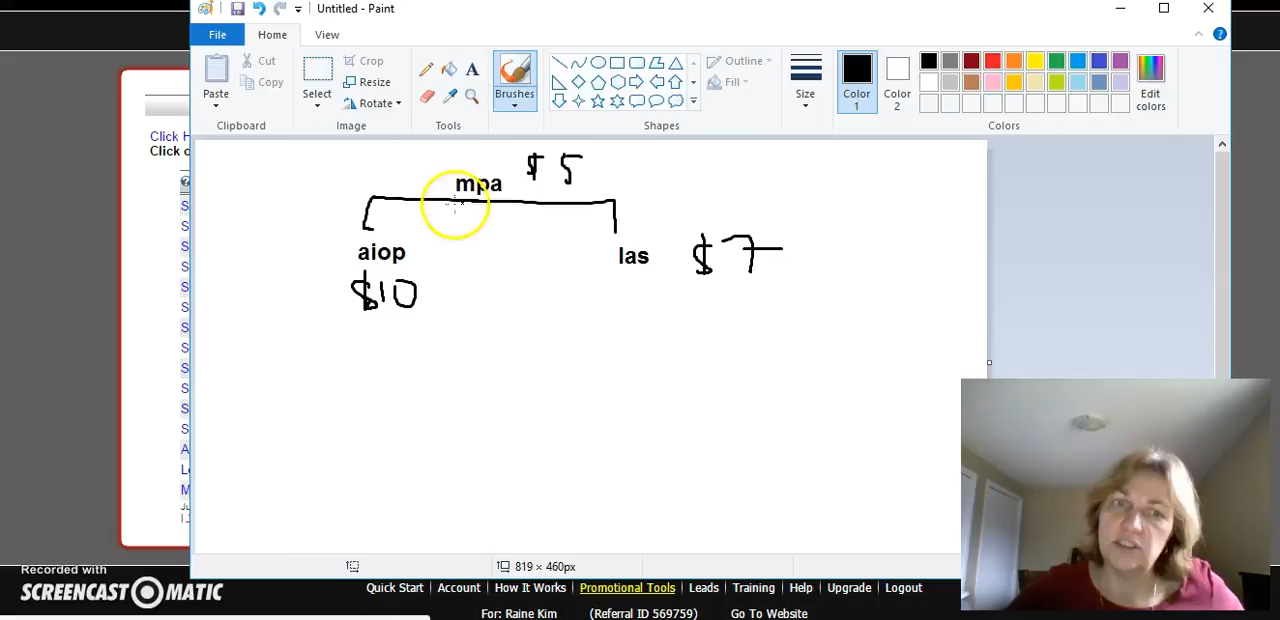 Untitled - Paint
File
Home
View
Paste
Cut
Copy
Clipboard
Select
Crop
Resize
Rotate
Image
Tools
Brushes
Outline
Fill
Shapes
Size
Color 1
Color 2
Edit colors
Colors
Click H
Click c
mpa $ 5
aiop
las $ 7
$10
819 × 460px
Recorded with
SCREENCAST O MATIC
Quick Start Account How It Works Promotional Tools Leads Training Help Upgrade Logout
For: Raine Kim (Referral ID 569759) Go To Website